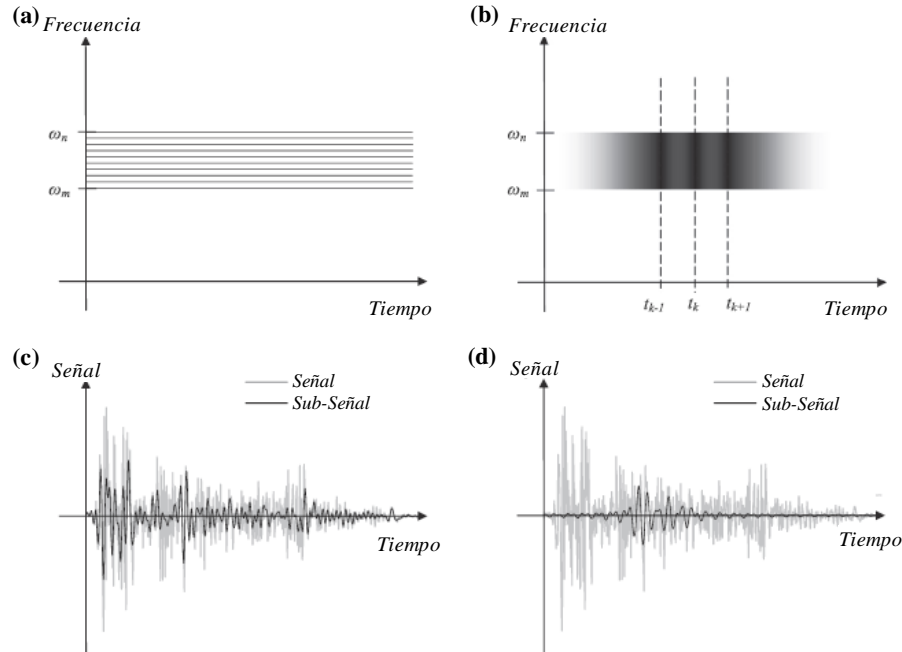 (a)
Frecuencia
ωn
ωm
Tiempo
(b)
Frecuencia
ωn
ωm
tk-1 tk tk+1
Tiempo
(c)
Señal
Señal
Sub-Señal
Tiempo
(d)
Señal
Señal
Sub-Señal
Tiempo